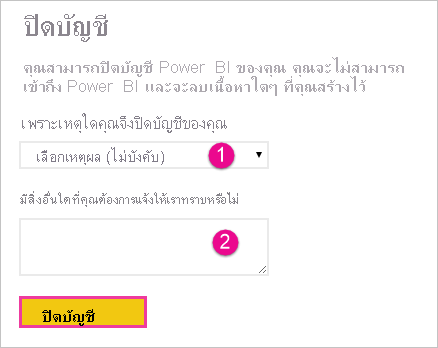 ปิดบัญชี
คุณสามารถปิดบัญชี Power BI ของคุณ คุณจะไม่สามารถ
เข้าถึง Power BI และจะลบเนื้อหาใดๆ ที่คุณสร้างไว้
เพราะเหตุใดคุณจึงปิดบัญชีของคุณ
เลือกเหตุผล (ไม่บังคับ) 1
มีสิ่งอื่นใดที่คุณต้องการแจ้งให้เราทราบหรือไม่
2
ปิดบัญชี